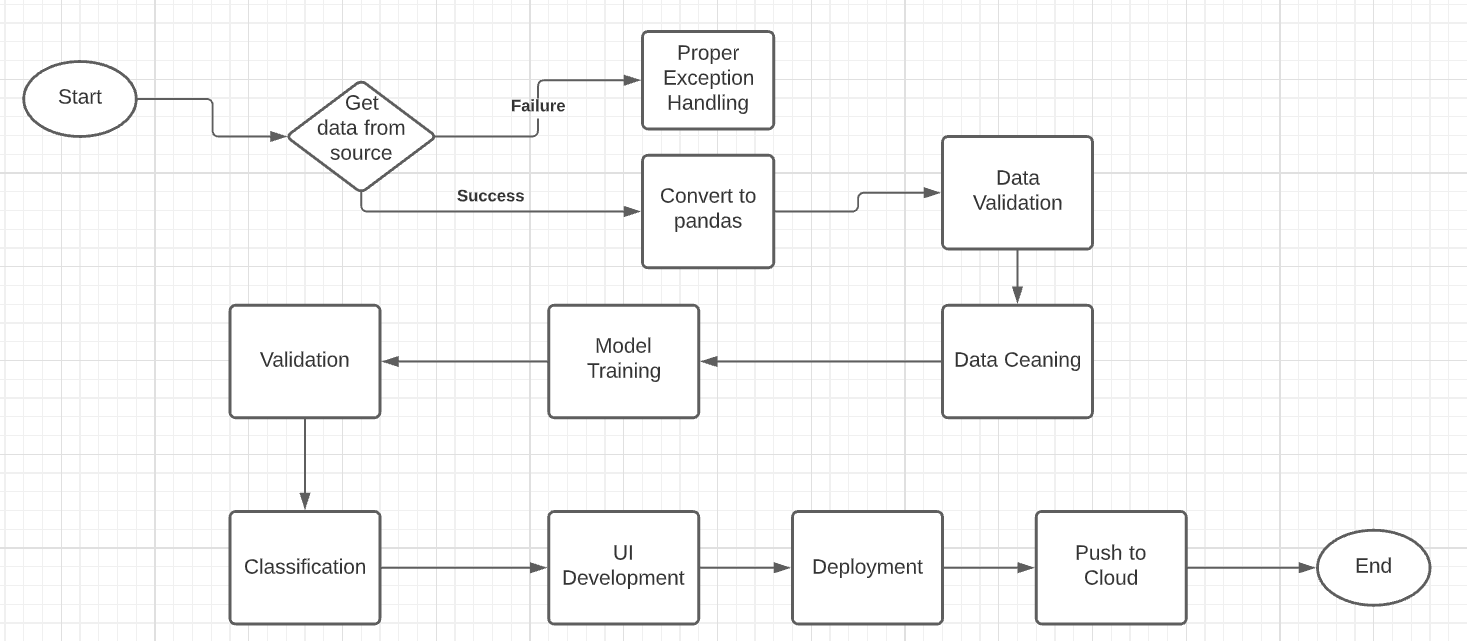 Start
Get
data from
source
Failure
Proper
Exception
Handling
Success
Convert to
pandas
Data
Validation
Data Ceaning
Model
Training
Validation
Classification
UI
Development
Deployment
Push to
Cloud
End